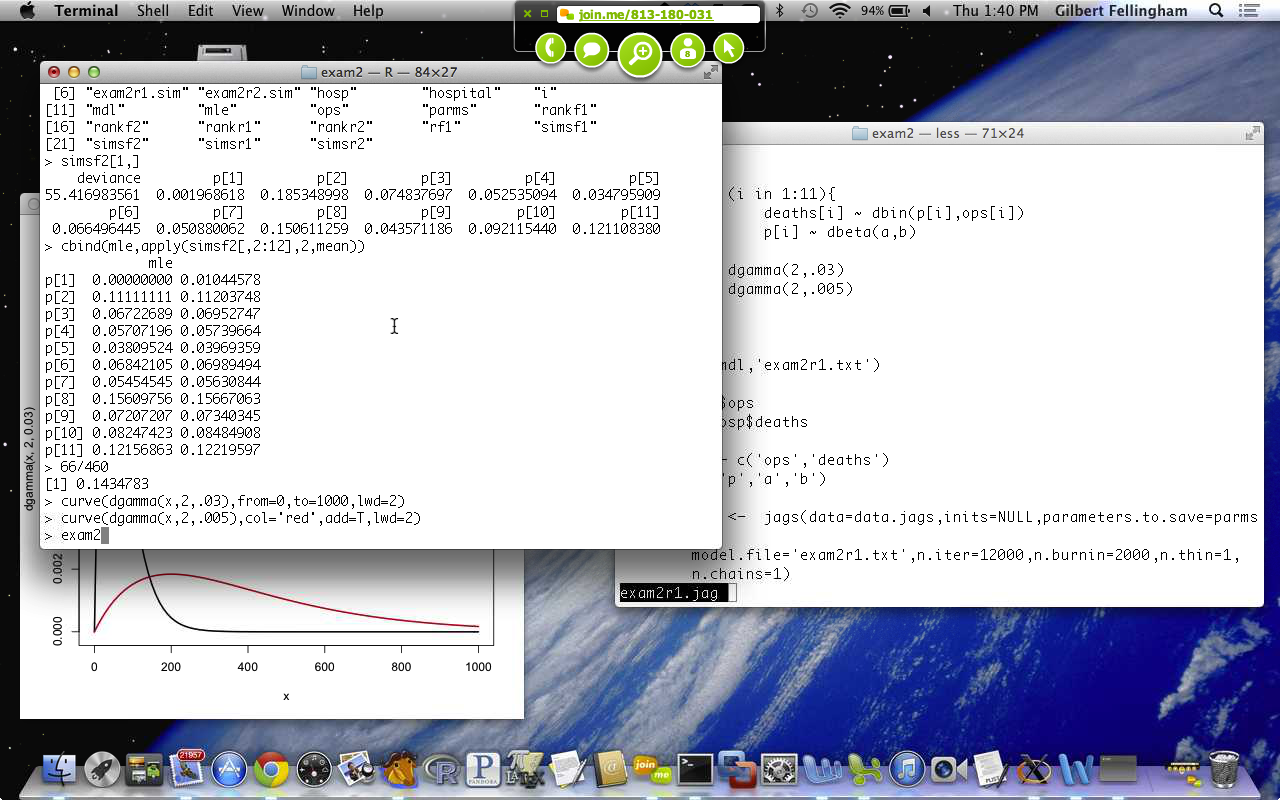 Terminal Shell Edit View Window Help
join.me/813-180-031
94% Thu 1:40 PM Gilbert Fellingham
exam2 — R — 84×27
[6] "exam2r1.sim" "exam2r2.sim" "hosp" "hospital" "i"
[11] "mdl" "mle" "ops" "parms" "rankf1"
[16] "rankf2" "rankr1" "rankr2" "rf1" "simsf1"
[21] "simsf2" "simsr1" "simsr2"
> simsf2[1,]
deviance p[1] p[2] p[3] p[4] p[5]
55.416983561 0.001968618 0.185348998 0.074837697 0.052535094 0.034795909
p[6] p[7] p[8] p[9] p[10] p[11]
0.066496445 0.050880062 0.150611259 0.043571186 0.092115440 0.121108380
> cbind(mle,apply(simsf2[,2:12],2,mean))
mle
p[1] 0.00000000 0.01044578
p[2] 0.11111111 0.11203748
p[3] 0.06722689 0.06952747
p[4] 0.05707196 0.05739664
p[5] 0.03809524 0.03969359
p[6] 0.06842105 0.06989494
p[7] 0.05454545 0.05630844
p[8] 0.15609756 0.15667063
p[9] 0.07207207 0.07340345
p[10] 0.08247423 0.08484908
p[11] 0.12156863 0.12219597
> 66/460
[1] 0.1434783
> curve(dgamma(x,2,.03),from=0,to=1000,lwd=2)
> curve(dgamma(x,2,.005),col='red',add=T,lwd=2)
> exam2
exam2 — less — 71×24
(i in 1:11){
deaths[i] ~ dbin(p[i],ops[i])
p[i] ~ dbeta(a,b)
dgamma(2,.03)
dgamma(2,.005)
mdl,'exam2r1.txt')
$ops
osp$deaths
- c('ops','deaths')
'p','a','b')
<- jags(data=data.jags,inits=NULL,parameters.to.save=parms
model.file='exam2r1.txt',n.iter=12000,n.burnin=2000,n.thin=1,
n.chains=1)
exam2r1.jag
dgamma(x, 2, 0.03)
0.002
0.000
0 200 400 600 800 1000
x
21957
PANDORA
join me